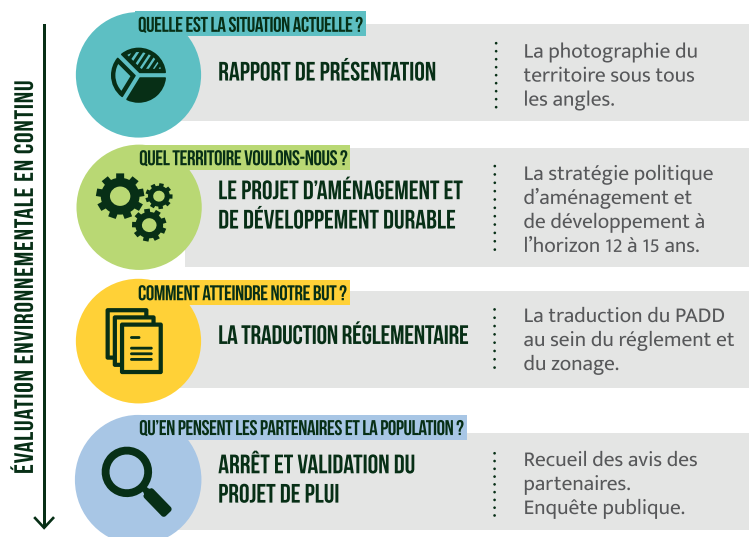 ÉVALUATION ENVIRONNEMENTALE EN CONTINU
QUELLE EST LA SITUATION ACTUELLE ?
RAPPORT DE PRÉSENTATION
La photographie du
territoire sous tous
les angles.
QUEL TERRITOIRE VOULONS-NOUS ?
LE PROJET D'AMÉNAGEMENT ET
DE DÉVELOPPEMENT DURABLE
La stratégie politique
d'aménagement et
de développement à
l'horizon 12 à 15 ans.
COMMENT ATTEINDRE NOTRE BUT ?
LA TRADUCTION RÉGLEMENTAIRE
La traduction du PADD
au sein du réglement et
du zonage.
QU'EN PENSENT LES PARTENAIRES ET LA POPULATION ?
ARRÊT ET VALIDATION DU
PROJET DE PLUI
Recueil des avis des
partenaires.
Enquête publique.